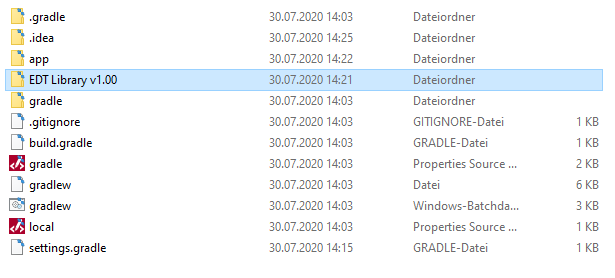 .gradle 30.07.2020 14:03 Dateiordner
.idea 30.07.2020 14:25 Dateiordner
app 30.07.2020 14:22 Dateiordner
EDT Library v1.00 30.07.2020 14:21 Dateiordner
gradle 30.07.2020 14:03 Dateiordner
.gitignore 30.07.2020 14:03 GITIGNORE-Datei 1 KB
build.gradle 30.07.2020 14:03 GRADLE-Datei 1 KB
gradle 30.07.2020 14:03 Properties Source ... 2 KB
gradlew 30.07.2020 14:03 Datei 6 KB
gradlew 30.07.2020 14:03 Windows-Batchda... 3 KB
local 30.07.2020 14:03 Properties Source ... 1 KB
settings.gradle 30.07.2020 14:15 GRADLE-Datei 1 KB